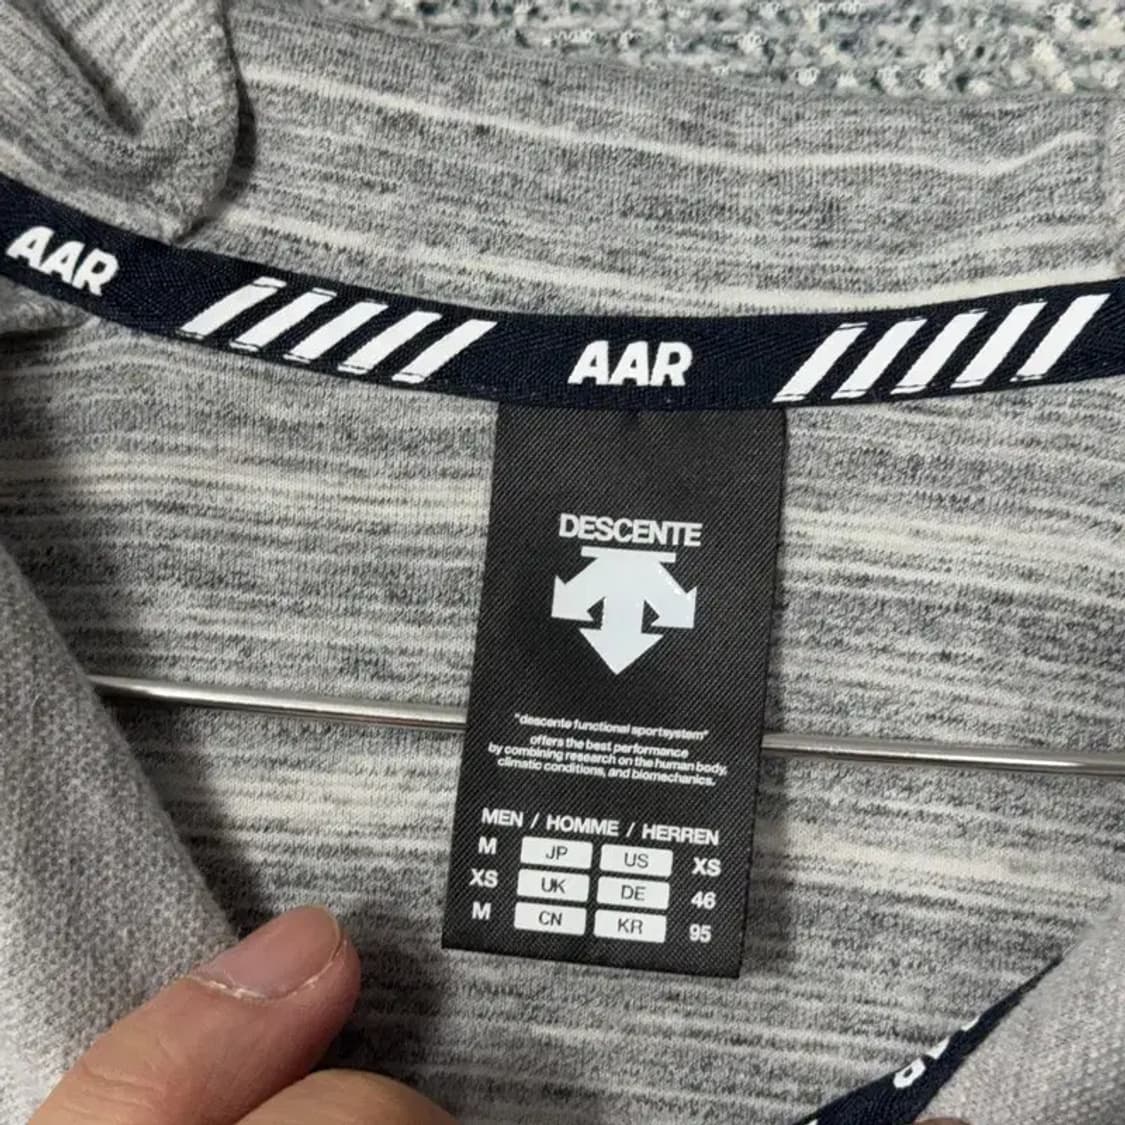 AAR
AAR
DESCENTE
"descente functional sportsystem"
offers the best performance
by combining research on the human body,
climatic conditions, and biomechanics.
MEN / HOMME / HERREN
M JP US XS
XS UK DE 46
M CN KR 95